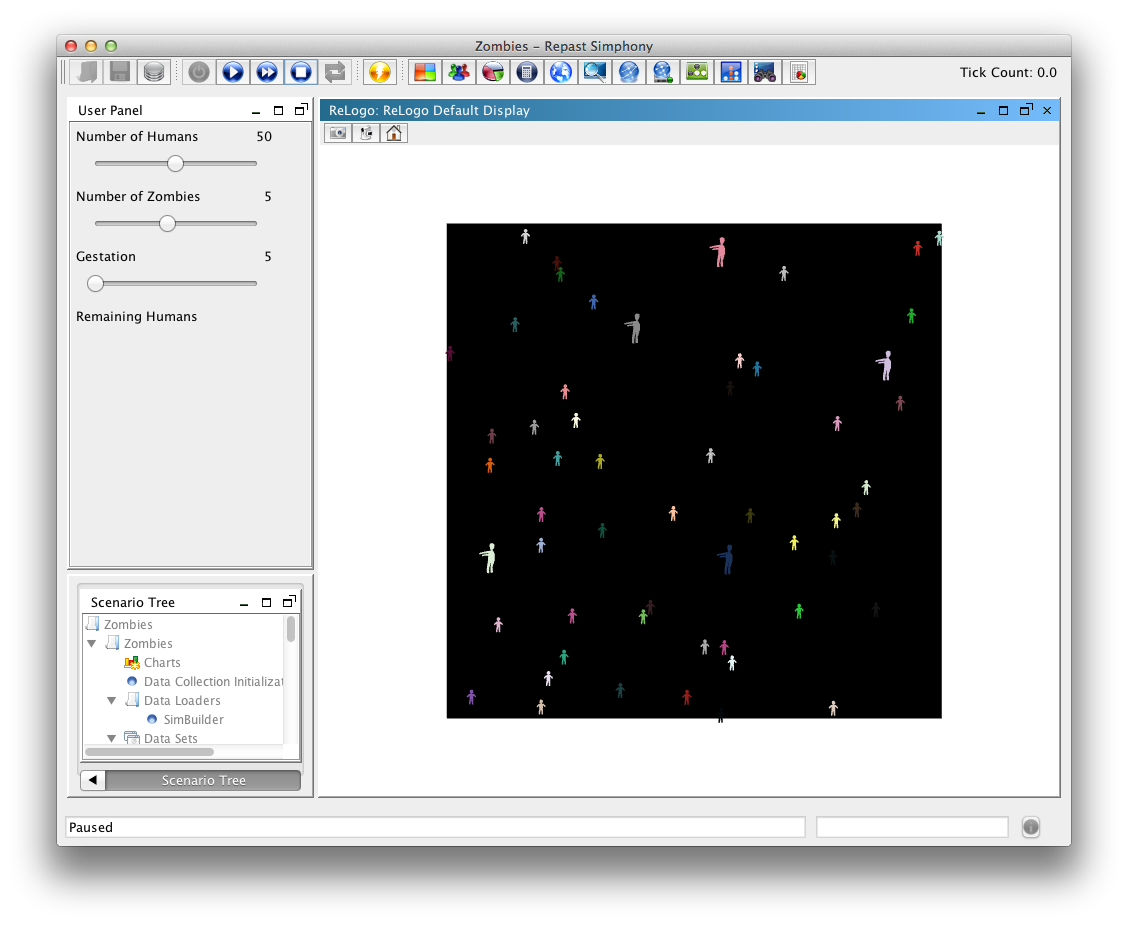 Zombies – Repast Simphony
Tick Count: 0.0
User Panel
Number of Humans 50
Number of Zombies 5
Gestation 5
Remaining Humans
ReLogo: ReLogo Default Display
Scenario Tree
Zombies
Zombies
Charts
Data Collection Initializat
Data Loaders
SimBuilder
Data Sets
Scenario Tree
Paused